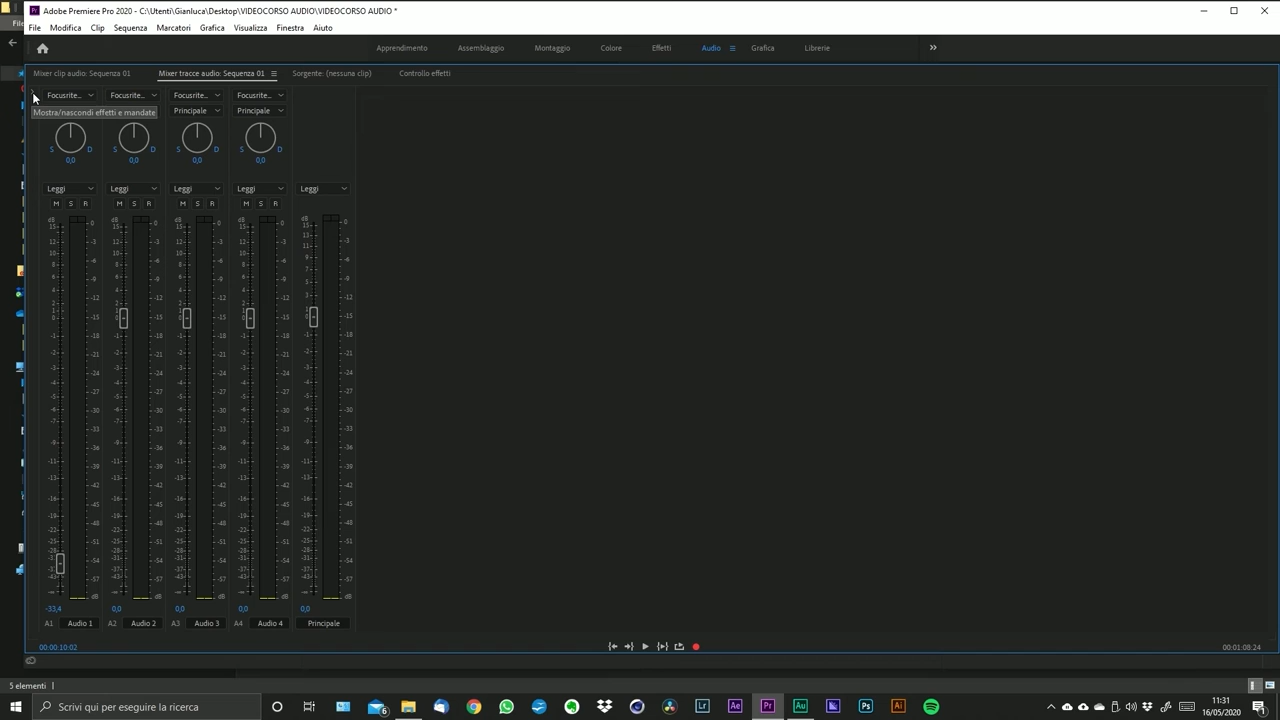 Adobe Premiere Pro 2020 - C:\Utenti\Gianluca\Desktop\VIDEOCORSO AUDIO\VIDEOCORSO AUDIO *
File Modifica Clip Sequenza Marcatori Grafica Visualizza Finestra Aiuto
Apprendimento Assemblaggio Montaggio Colore Effetti Audio Grafica Librerie
Mixer clip audio: Sequenza 01 Mixer tracce audio: Sequenza 01 Sorgente: (nessuna clip) Controllo effetti
Focusrite... Focusrite... Focusrite... Focusrite...
Mostra/nascondi effetti e mandate Principale Principale
S D S D S D S D
0,0 0,0 0,0 0,0
Leggi Leggi Leggi Leggi Leggi
M S R M S R M S R M S R
-33,4 0,0 0,0 0,0 0,0
A1 Audio 1 A2 Audio 2 A3 Audio 3 A4 Audio 4 Principale
00:00:10:02 00:01:08:24
5 elementi
Scrivi qui per eseguire la ricerca
11:31
16/05/2020